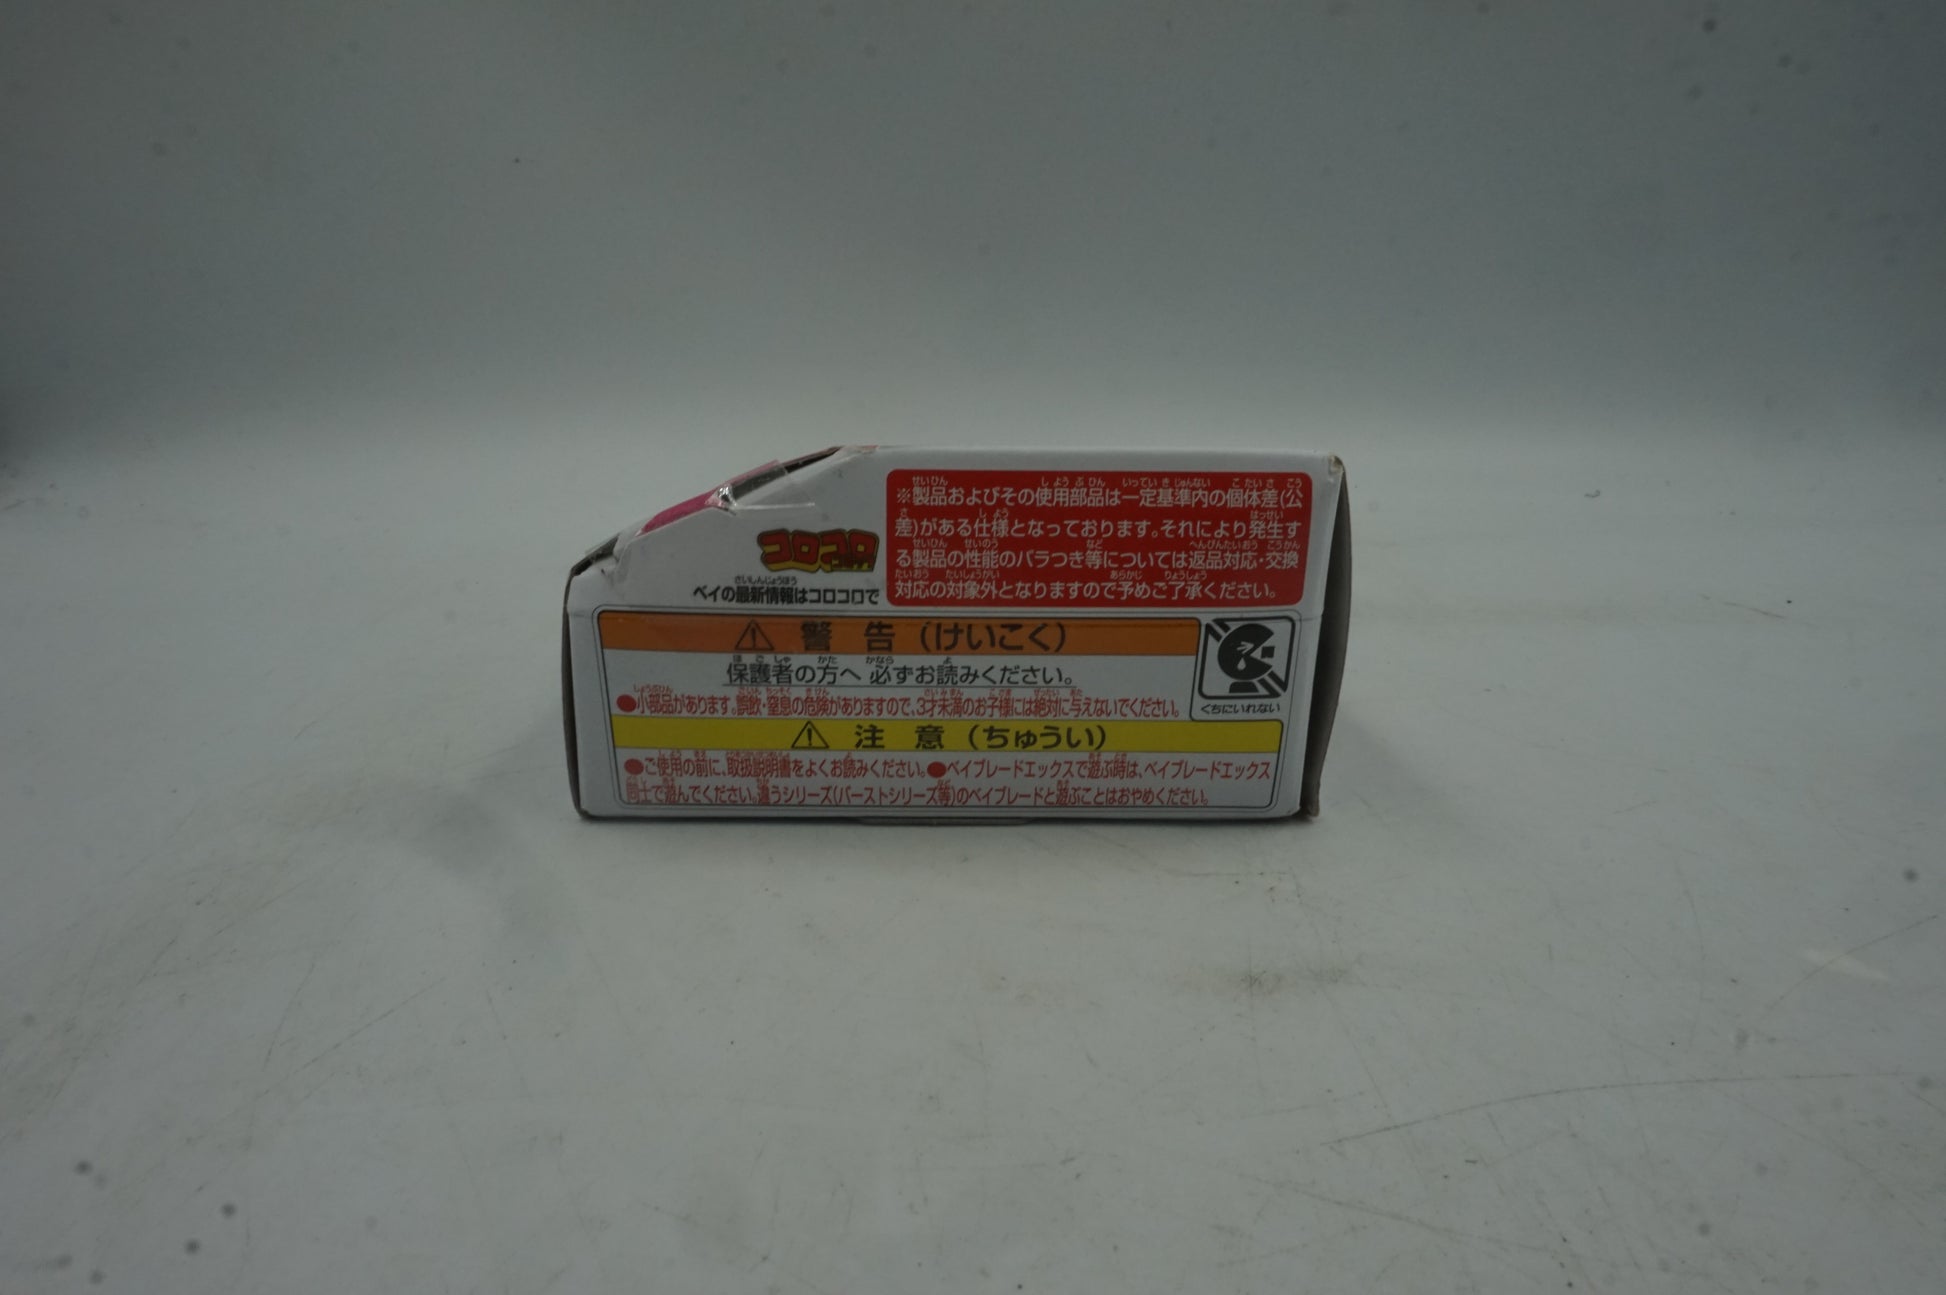 ※製品およびその使用部品は一定基準内の個体差(公
差)がある仕様となっております。それにより発生す
る製品の性能のバラつき等については返品対応・交換
対応の対象外となりますので予めご了承ください。
コロコロ
ベイの最新情報はコロコロで
警告(けいこく)
保護者の方へ 必ずお読みください。
●小部品があります。誤飲・窒息の危険がありますので、3才未満のお子様には絶対に与えないでください。
くちにいれない
注意(ちゅうい)
●ご使用の前に、取扱説明書をよくお読みください。●ベイブレードエックスで遊ぶ時は、ベイブレードエックス
同士で遊んでください。違うシリーズ(バーストシリーズ等)のベイブレードと遊ぶことはおやめください。